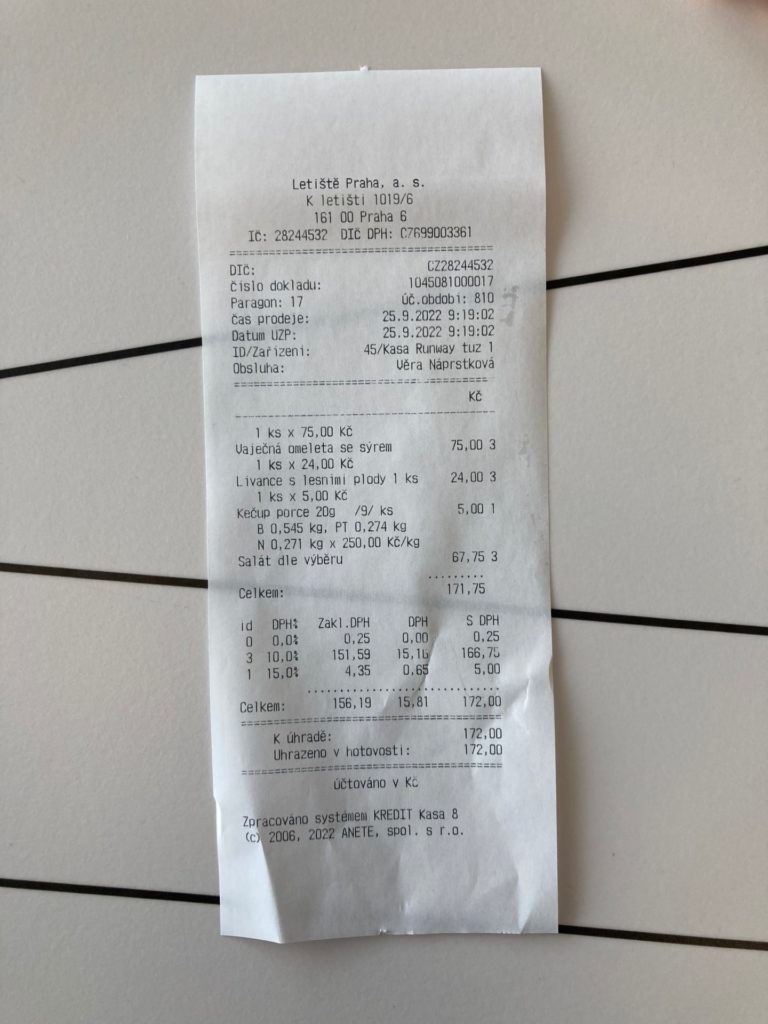 Letiště Praha, a. s.
K letišti 1019/6
161 00 Praha 6
IČ: 28244532 DIČ DPH: CZ699003361
DIČ: CZ28244532
Číslo dokladu: 1045081000017
Paragon: 17 úč.období: 810
Čas prodeje: 25.9.2022 9:19:02
Datum UZP: 25.9.2022 9:19:02
ID/Zařízení: 45/Kasa Runway tuz 1
Obsluha: Věra Náprstková
Kč
1 ks x 75,00 Kč
Vaječná omeleta se sýrem 75,00 3
1 ks x 24,00 Kč
Livance s lesními plody 1 ks 24,00 3
1 ks x 5,00 Kč
Kečup porce 20g /9/ ks 5,00 1
B 0,545 kg, PT 0,274 kg
N 0,271 kg x 250,00 Kč/kg
Salát dle výběru 67,75 3
Celkem: 171,75
id DPH% Zakl.DPH DPH S DPH
0 0,0% 0,25 0,00 0,25
3 10,0% 151,59 15,16 166,75
1 15,0% 4,35 0,65 5,00
Celkem: 156,19 15,81 172,00
K úhradě: 172,00
Uhrazeno v hotovosti: 172,00
účtováno v Kč
Zpracováno systémem KREDIT Kasa 8
(c) 2006, 2022 ANETE, spol. s r.o.